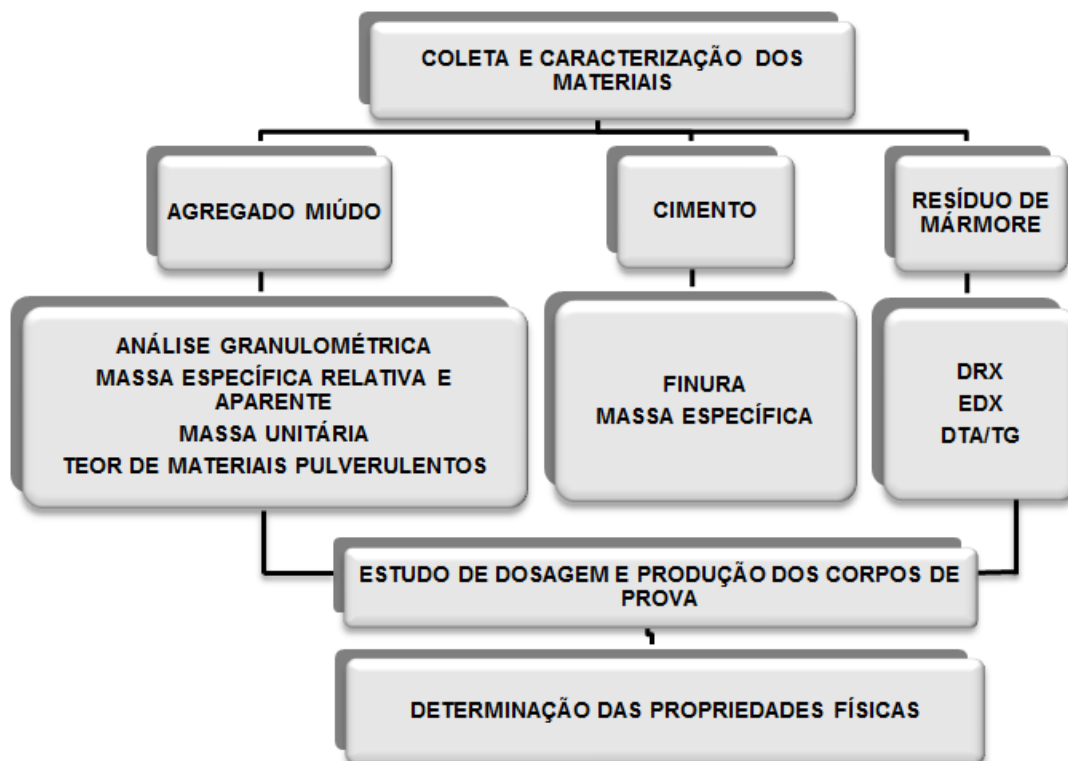 COLETA E CARACTERIZAÇÃO DOS
MATERIAIS
AGREGADO MIÚDO
CIMENTO
RESÍDUO DE
MÁRMORE
ANÁLISE GRANULOMÉTRICA
MASSA ESPECÍFICA RELATIVA E
APARENTE
MASSA UNITÁRIA
TEOR DE MATERIAIS PULVERULENTOS
FINURA
MASSA ESPECÍFICA
DRX
EDX
DTA/TG
ESTUDO DE DOSAGEM E PRODUÇÃO DOS CORPOS DE
PROVA
DETERMINAÇÃO DAS PROPRIEDADES FÍSICAS